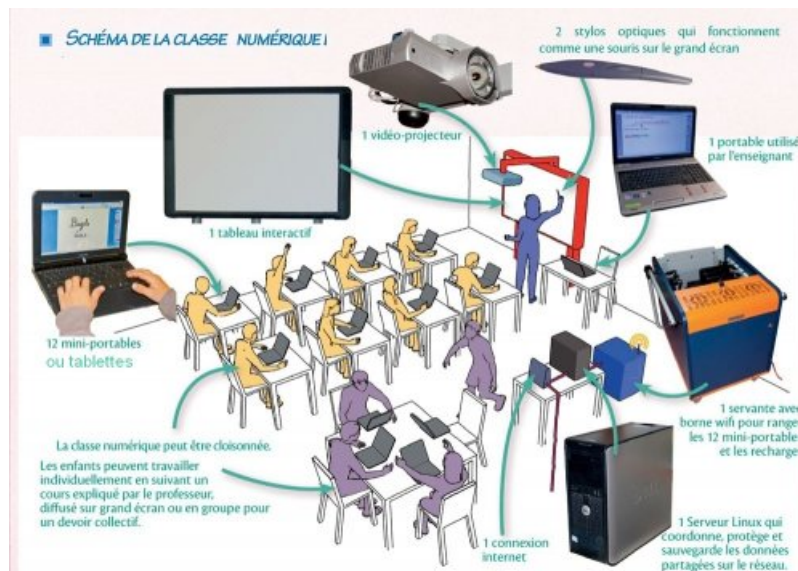 SCHÉMA DE LA CLASSE NUMÉRIQUE !
2 stylos optiques qui fonctionnent
comme une souris sur le grand écran
1 vidéo-projecteur
1 portable utilisé
par l'enseignant
1 tableau interactif
12 mini-portables
ou tablettes
1 servante avec
borne wifi pour range
les 12 mini-portable
et les recharge
La classe numérique peut être cloisonnée.
Les enfants peuvent travailler
individuellement en suivant un
cours expliqué par le professeur,
diffusé sur grand écran ou en groupe pour
un devoir collectif.
1 connexion
internet
1 Serveur Linux qui
coordonne, protège et
sauvegarde les données
partagées sur le réseau.